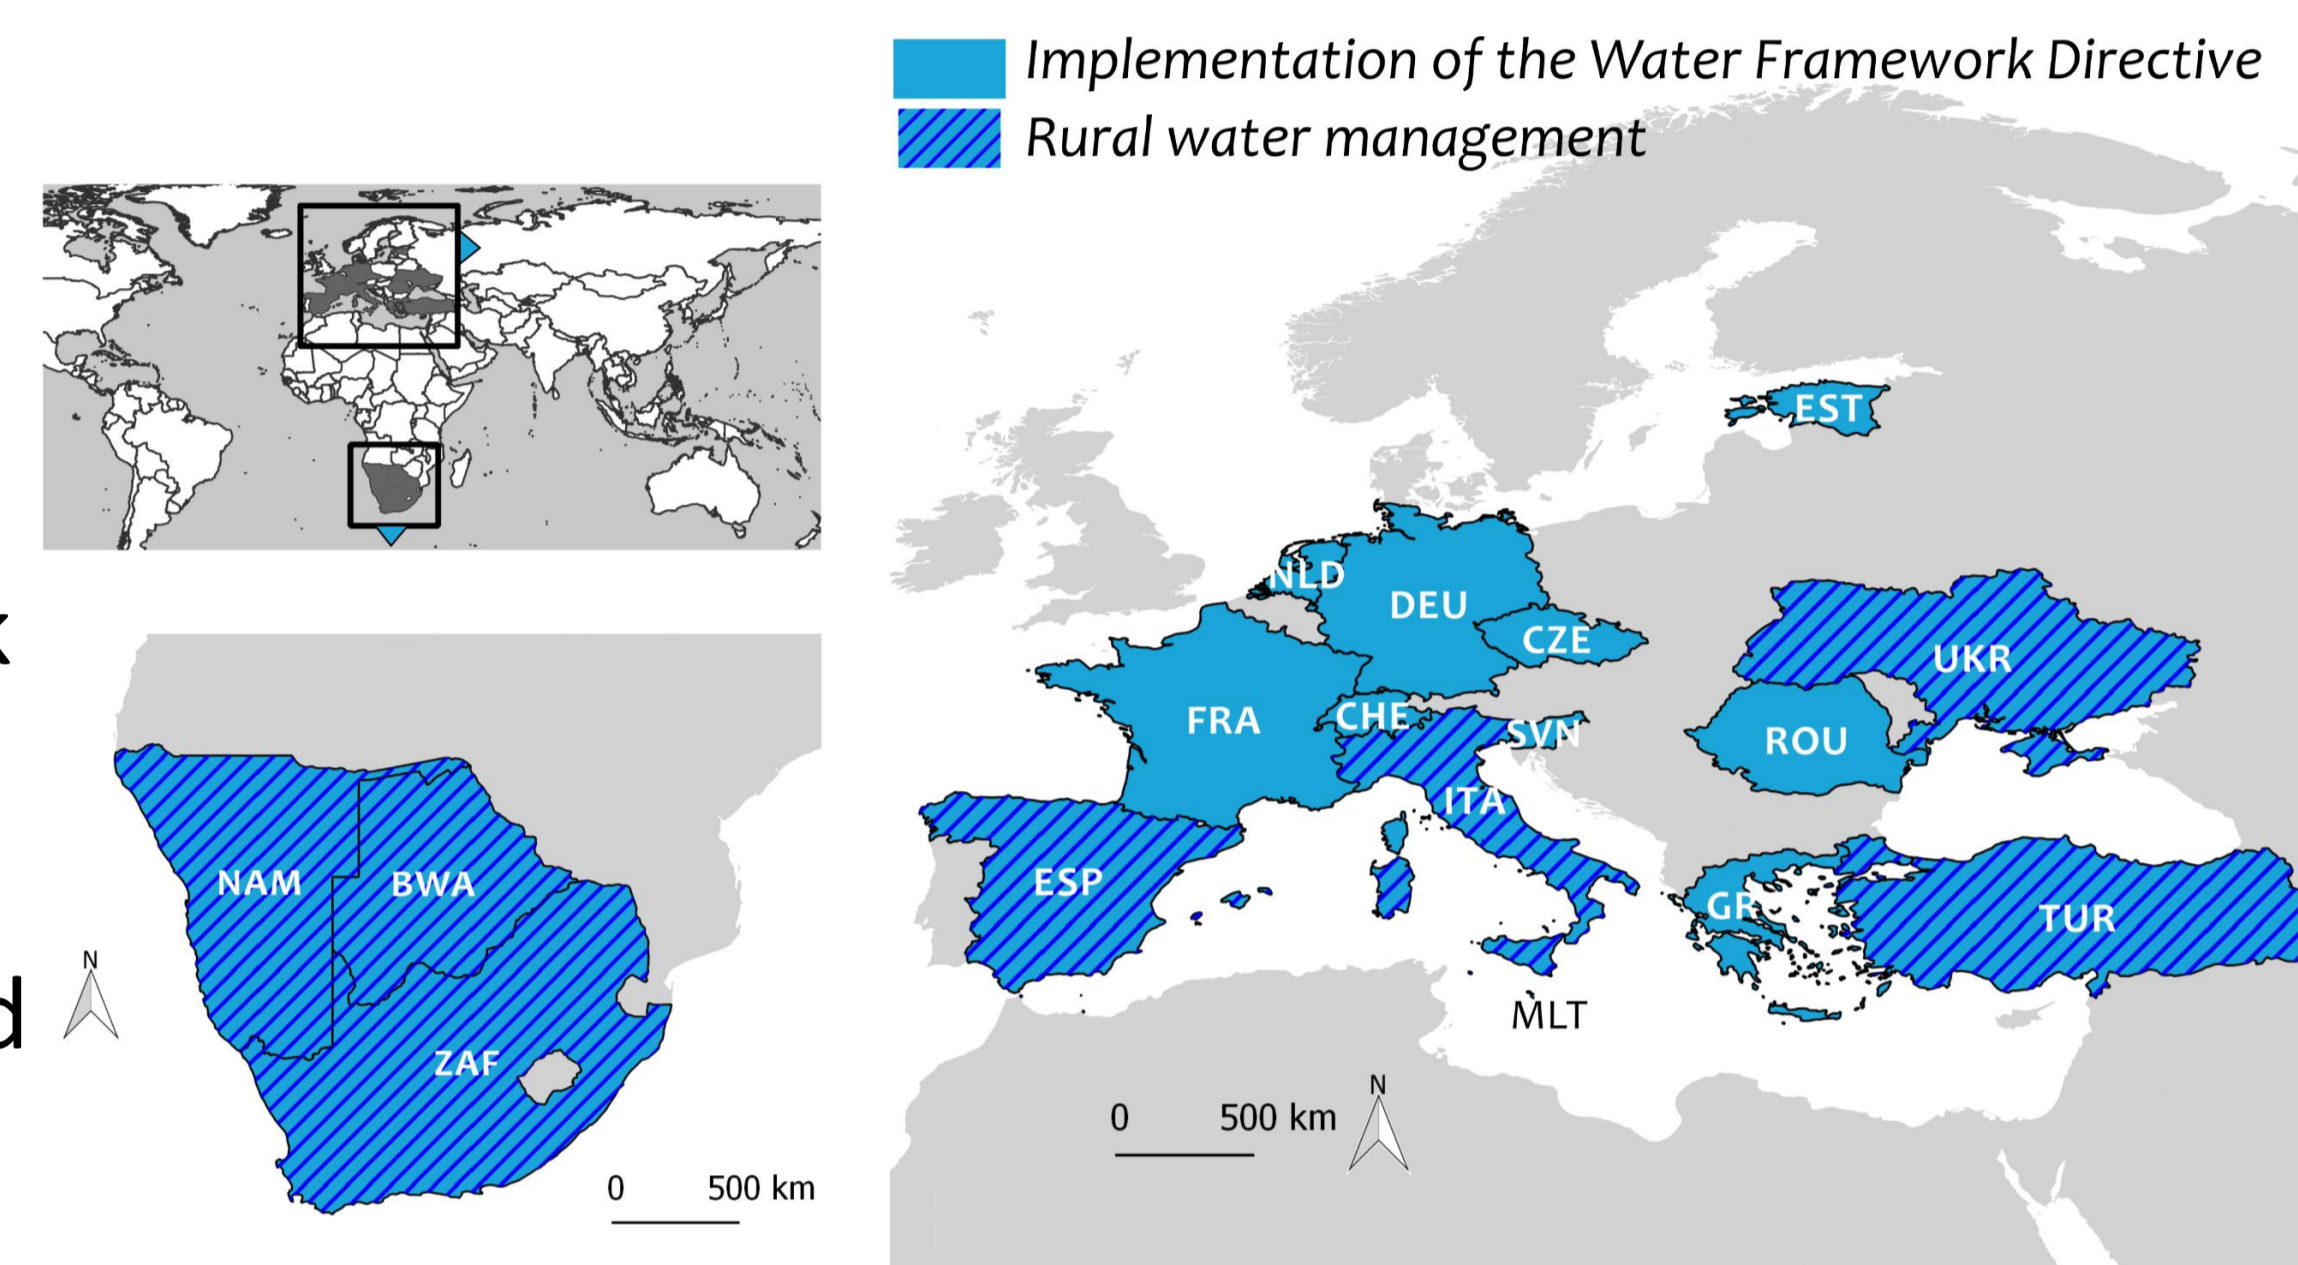 Implementation of the Water Framework Directive
Rural water management
k
d
N
NAM
BWA
ZAF
0 500 km
EST
NLD
DEU
CZE
UKR
FRA
CHE
SVN
ROU
ITA
ESP
GR
TUR
MLT
0 500 km
N